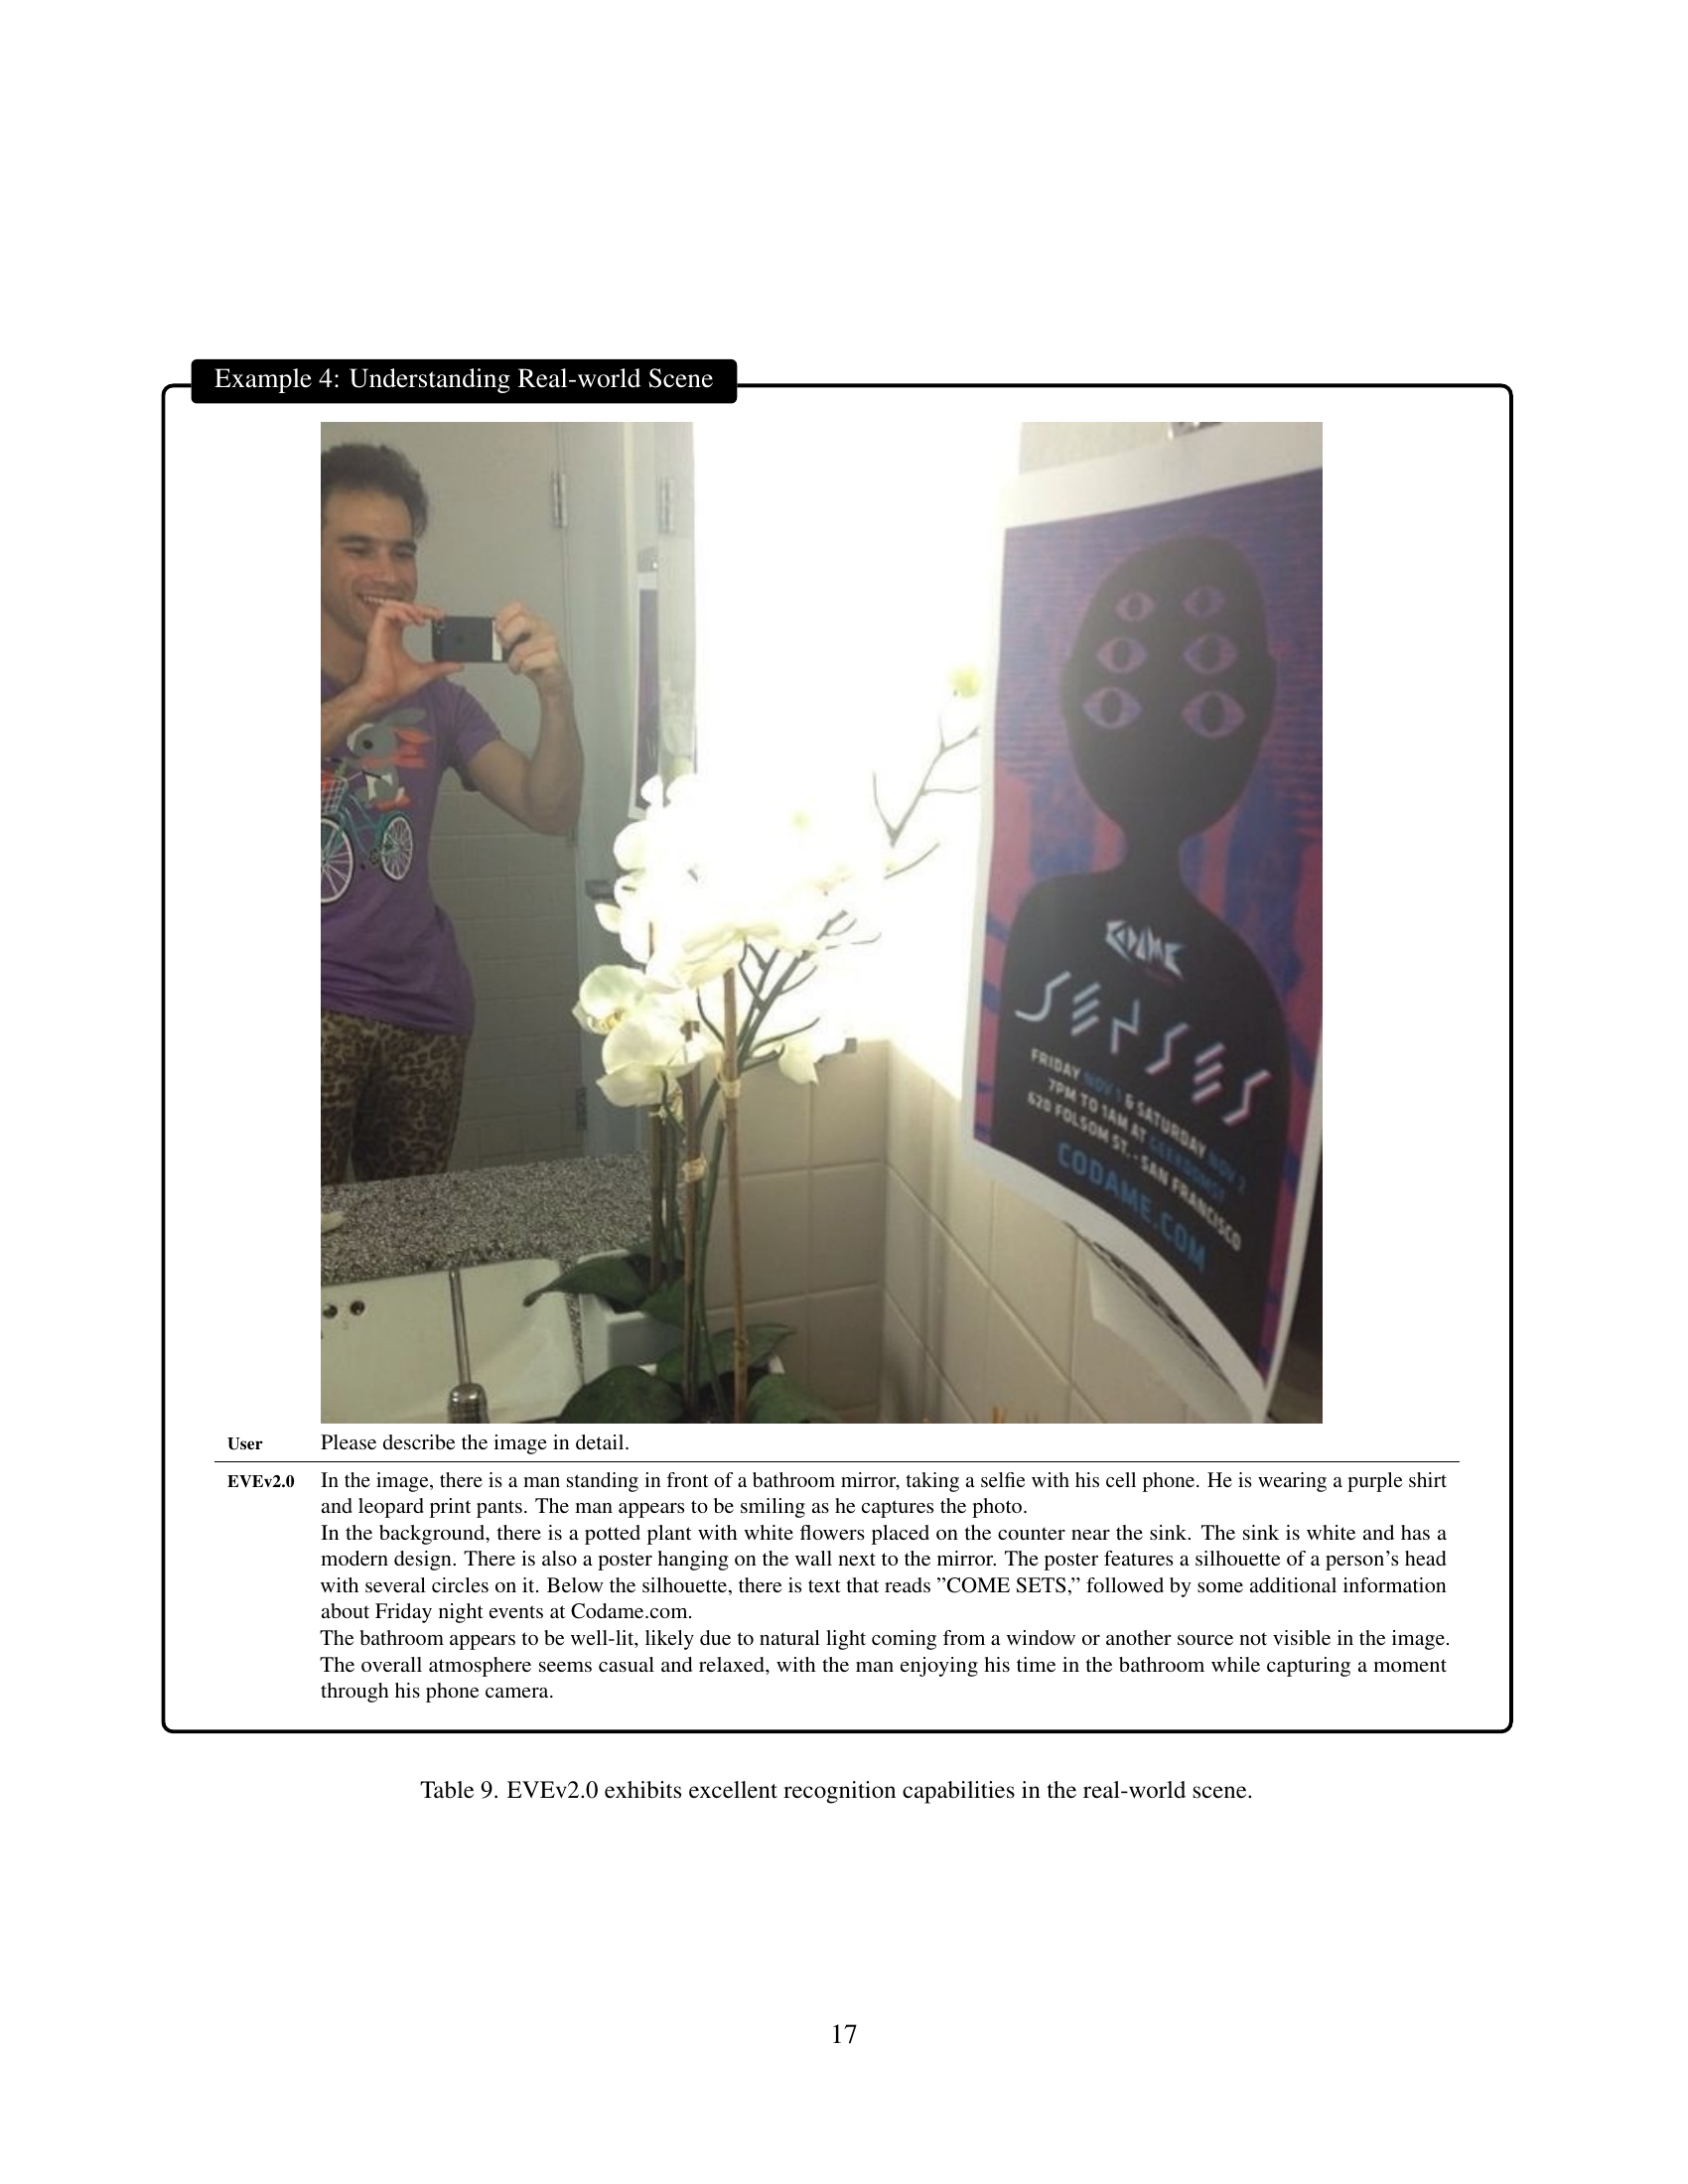 Example 4: Understanding Real-world Scene
CODAME
SENSES
FRIDAY NOV 1 & SATURDAY NOV 2
7PM TO 1AM AT GEEKDOMSF
620 FOLSOM ST. - SAN FRANCISCO
CODAME.COM
User Please describe the image in detail.
EVEv2.0 In the image, there is a man standing in front of a bathroom mirror, taking a selfie with his cell phone. He is wearing a purple shirt
and leopard print pants. The man appears to be smiling as he captures the photo.
In the background, there is a potted plant with white flowers placed on the counter near the sink. The sink is white and has a
modern design. There is also a poster hanging on the wall next to the mirror. The poster features a silhouette of a person's head
with several circles on it. Below the silhouette, there is text that reads ”COME SETS,” followed by some additional information
about Friday night events at Codame.com.
The bathroom appears to be well-lit, likely due to natural light coming from a window or another source not visible in the image.
The overall atmosphere seems casual and relaxed, with the man enjoying his time in the bathroom while capturing a moment
through his phone camera.
Table 9. EVEv2.0 exhibits excellent recognition capabilities in the real-world scene.
17